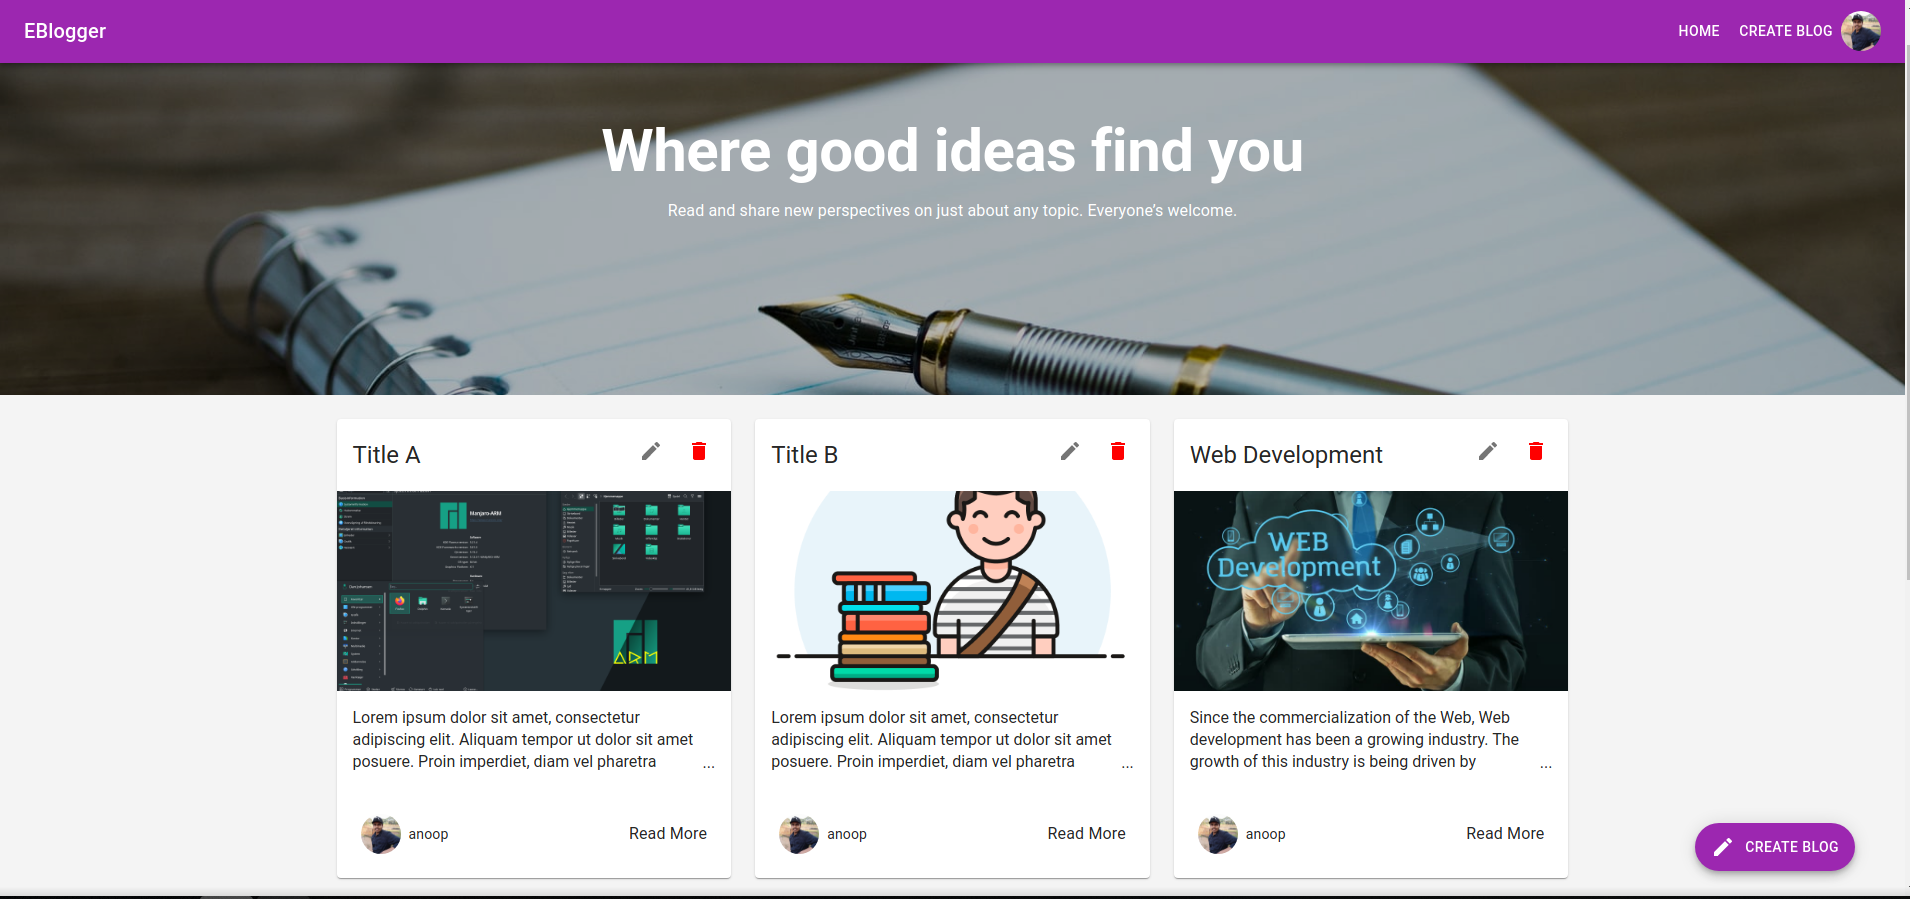 EBlogger
HOME
CREATE BLOG
Where good ideas find you
Read and share new perspectives on just about any topic. Everyone’s welcome.
Title A
Title B
Web Development
Manjaro-ARM
ARM
WEB
Development
Lorem ipsum dolor sit amet, consectetur
adipiscing elit. Aliquam tempor ut dolor sit amet
posuere. Proin imperdiet, diam vel pharetra
...
Lorem ipsum dolor sit amet, consectetur
adipiscing elit. Aliquam tempor ut dolor sit amet
posuere. Proin imperdiet, diam vel pharetra
...
Since the commercialization of the Web, Web
development has been a growing industry. The
growth of this industry is being driven by
...
anoop
Read More
anoop
Read More
anoop
Read More
CREATE BLOG